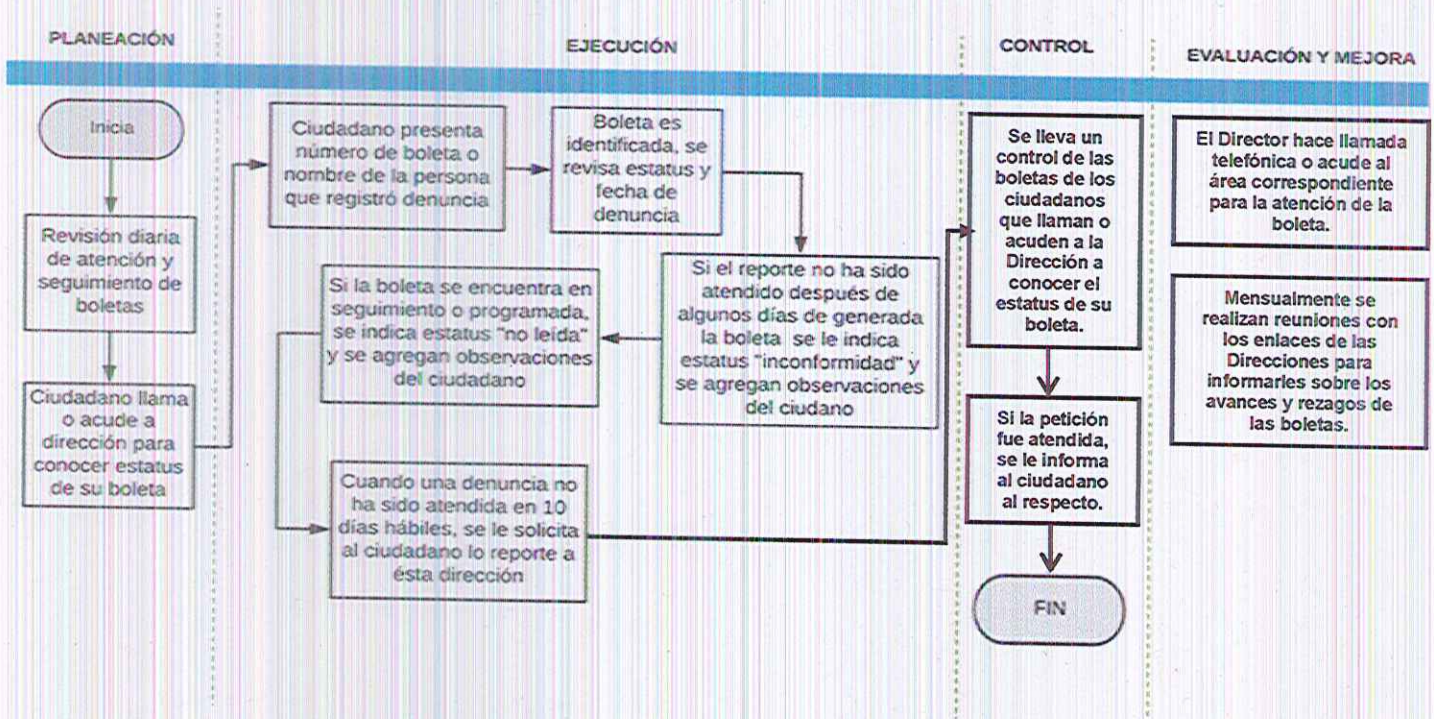 PLANEACIÓN
EJECUCIÓN
CONTROL
EVALUACIÓN Y MEJORA
Inicia
Revisión diaria
de atención y
seguimiento de
boletas
Ciudadano llama
o acude a
dirección para
conocer estatus
de su boleta
Ciudadano presenta
número de boleta o
nombre de la persona
que registró denuncia
Boleta es
identificada, se
revisa estatus y
fecha de
denuncia
Si el reporte no ha sido
atendido después de
algunos días de generada
la boleta se le indica
estatus "inconformidad" y
se agregan observaciones
del ciudano
Si la boleta se encuentra en
seguimiento o programada,
se indica estatus "no leída"
y se agregan observaciones
del ciudadano
Cuando una denuncia no
ha sido atendida en 10
días hábiles, se le solicita
al ciudadano lo reporte a
ésta dirección
Se lleva un
control de las
boletas de los
ciudadanos
que llaman o
acuden a la
Dirección a
conocer el
estatus de su
boleta.
Si la petición
fue atendida,
se le informa
al ciudadano
al respecto.
FIN
El Director hace llamada
telefónica o acude al
área correspondiente
para la atención de la
boleta.
Mensualmente se
realizan reuniones con
los enlaces de las
Direcciones para
informarles sobre los
avances y rezagos de
las boletas.